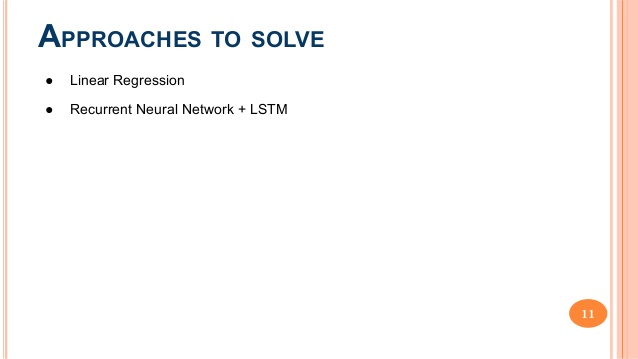 APPROACHES TO SOLVE
● Linear Regression
● Recurrent Neural Network + LSTM
11